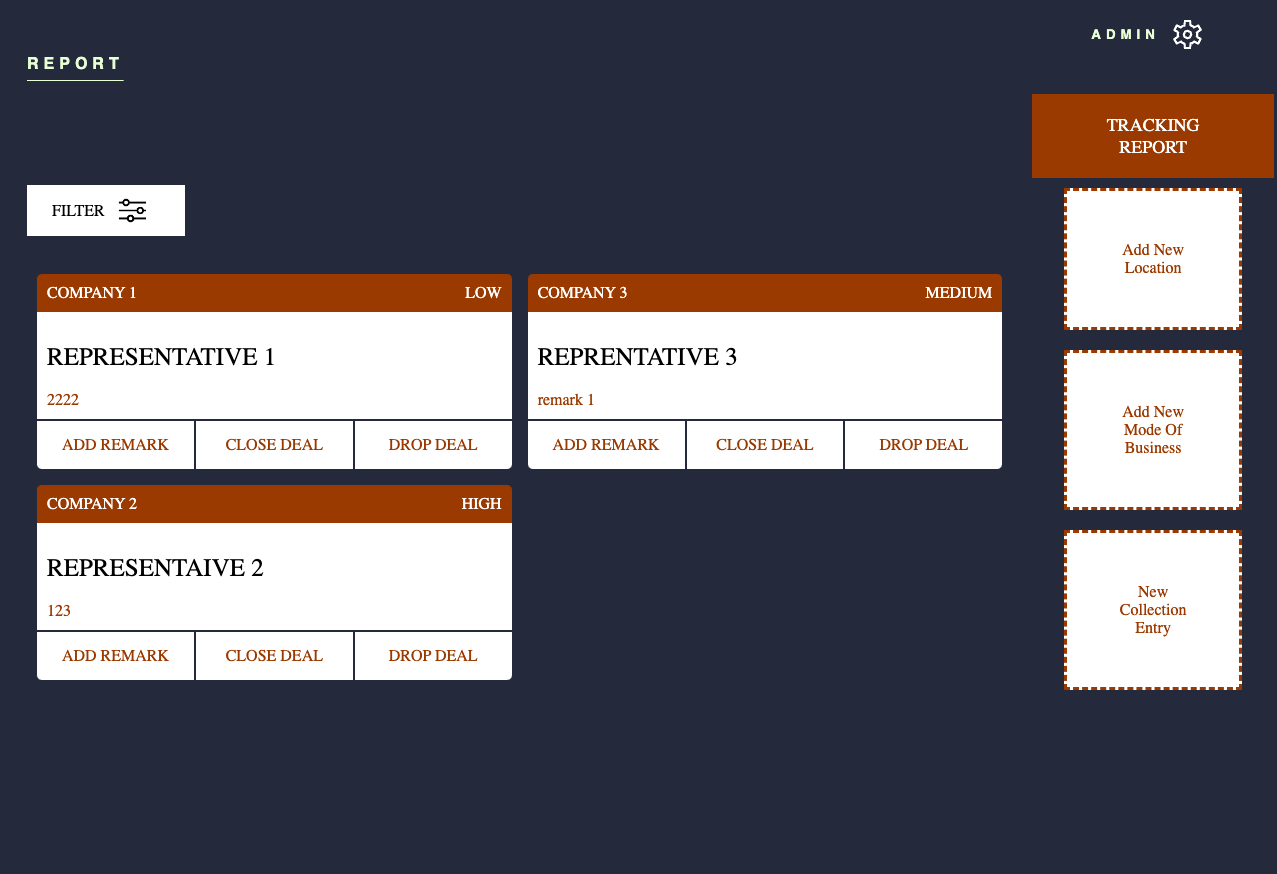 ADMIN
REPORT
TRACKING
REPORT
FILTER
COMPANY 1 LOW
REPRESENTATIVE 1
2222
ADD REMARK CLOSE DEAL DROP DEAL
COMPANY 3 MEDIUM
REPRENTATIVE 3
remark 1
ADD REMARK CLOSE DEAL DROP DEAL
COMPANY 2 HIGH
REPRESENTAIVE 2
123
ADD REMARK CLOSE DEAL DROP DEAL
Add New
Location
Add New
Mode Of
Business
New
Collection
Entry